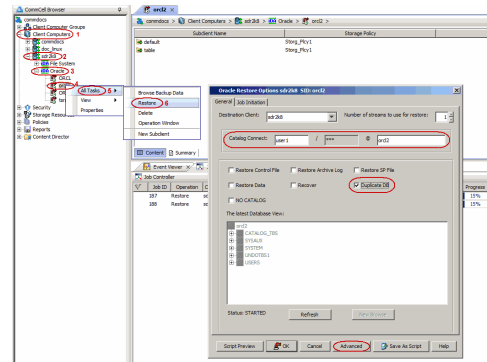 CommCell Browser
commdocs
Client Computer Groups
Client Computers 1
commdocs
doc_linux
sdr2k8 2
File System
Oracle 3
ORCL
4
Security
Storage Resources
Policies
Reports
Content Director
All Tasks 5
View
Properties
Browse Backup Data
Restore 6
Delete
Operation Window
New Subclient
orcl2
commdocs > Client Computers > sdr2k8 > Oracle > orcl2 >
Subclient Name
Storage Policy
default
Storg_Plcy1
table
Storg_Plcy1
Content
Summary
Event Viewer
Job Controller
Job ID
Operation
Progress
187
Restore
15%
188
Restore
15%
Oracle Restore Options sdr2k8 SID: orcl2
General
Job Initiation
Destination Client:
sdr2k8
Number of streams to use for restore:
1
Catalog Connect:
user1
/
****
@
orcl2
Restore Control File
Restore Archive Log
Restore SP File
Restore Data
Recover
Duplicate DB
NO CATALOG
The latest Database View:
orcl2
CATALOG_TBS
SYSAUX
SYSTEM
UNDOTBS1
USERS
Status: STARTED
Refresh
New Browse
Script Preview
OK
Cancel
Advanced
Save As Script
Help